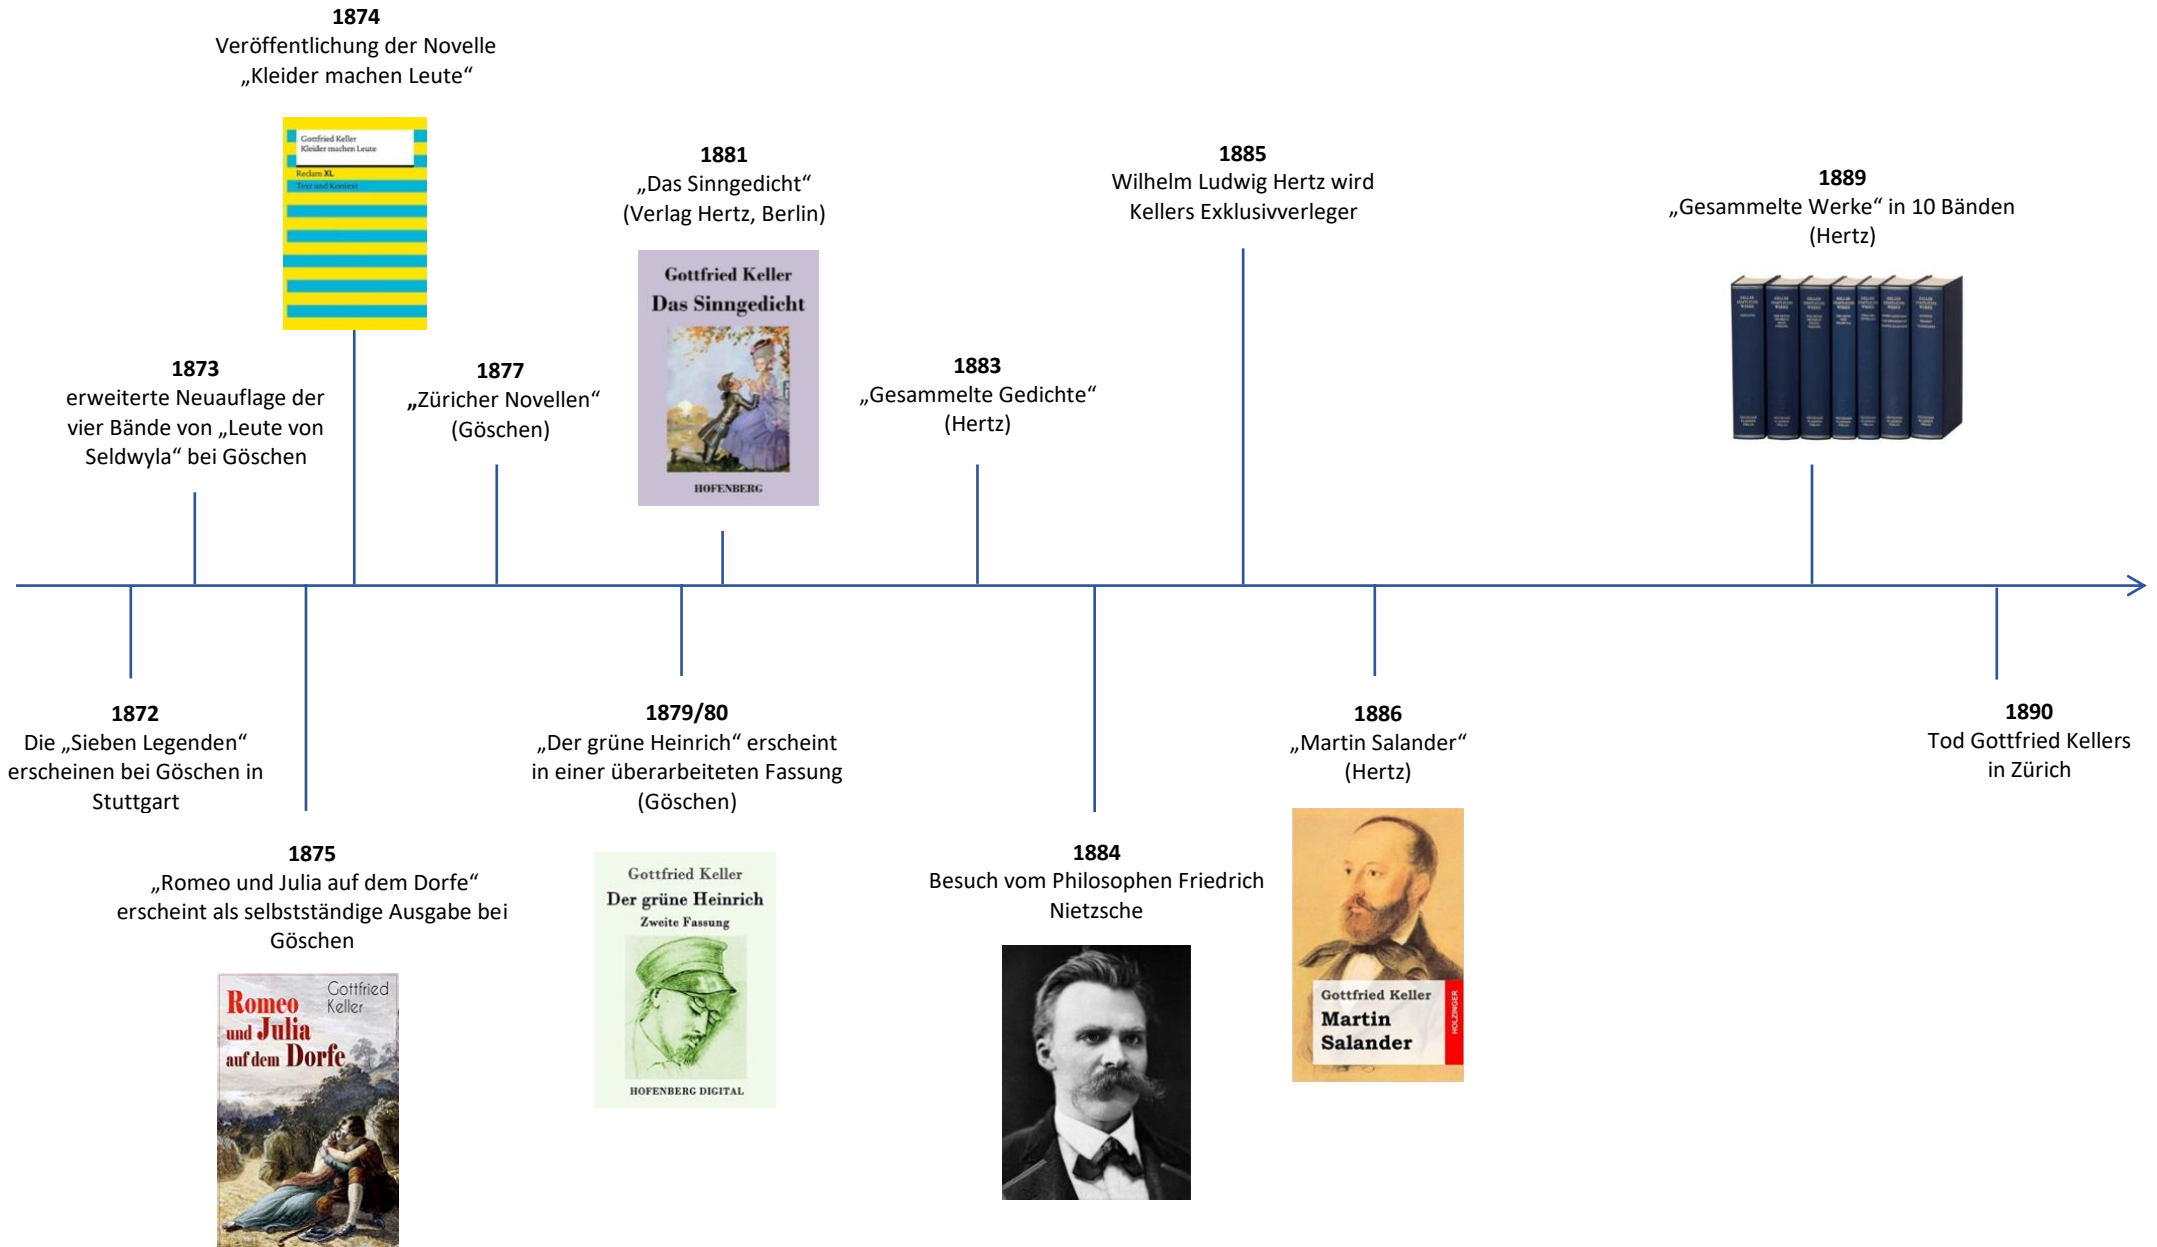 1874
Veröffentlichung der Novelle
„Kleider machen Leute“
Gottfried Keller
Kleider machen Leute
Reclam XL
Text und Kontext
1873
erweiterte Neuauflage der
vier Bände von „Leute von
Seldwyla“ bei Göschen
1877
„Züricher Novellen“
(Göschen)
1881
„Das Sinngedicht“
(Verlag Hertz, Berlin)
Gottfried Keller
Das Sinngedicht
HOFENBERG
1883
„Gesammelte Gedichte“
(Hertz)
1885
Wilhelm Ludwig Hertz wird
Kellers Exklusivverleger
1889
„Gesammelte Werke“ in 10 Bänden
(Hertz)
1872
Die „Sieben Legenden“
erscheinen bei Göschen in
Stuttgart
1875
„Romeo und Julia auf dem Dorfe“
erscheint als selbstständige Ausgabe bei
Göschen
Gottfried
Keller
Romeo
und Julia
auf dem Dorfe
1879/80
„Der grüne Heinrich“ erscheint
in einer überarbeiteten Fassung
(Göschen)
Gottfried Keller
Der grüne Heinrich
Zweite Fassung
HOFENBERG DIGITAL
1884
Besuch vom Philosophen Friedrich
Nietzsche
1886
„Martin Salander“
(Hertz)
Gottfried Keller
Martin
Salander
HOLZINGER
1890
Tod Gottfried Kellers
in Zürich